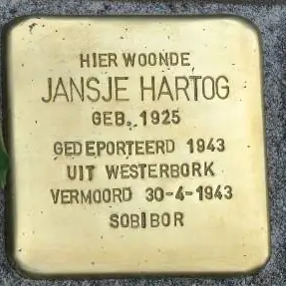 HIER WOONDE
JANSJE HARTOG
GEB. 1925
GEDEPORTEERD 1943
UIT WESTERBORK
VERMOORD 30-4-1943
SOBIBOR